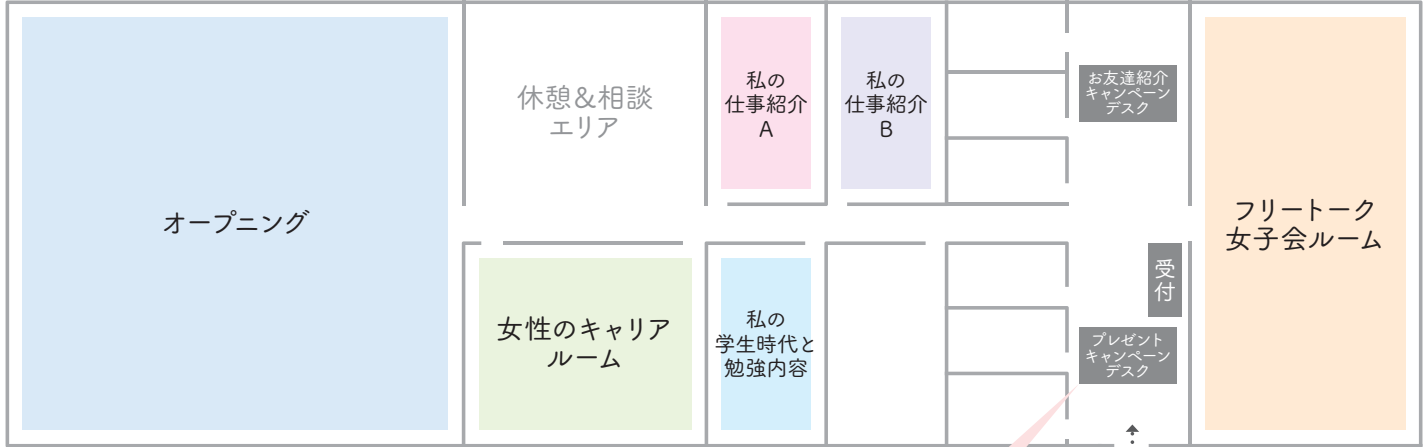 オープニング
休憩&相談
エリア
私の
仕事紹介
A
私の
仕事紹介
B
お友達紹介
キャンペーン
デスク
フリートーク
女子会ルーム
女性のキャリア
ルーム
私の
学生時代と
勉強内容
受
付
プレゼント
キャンペーン
デスク